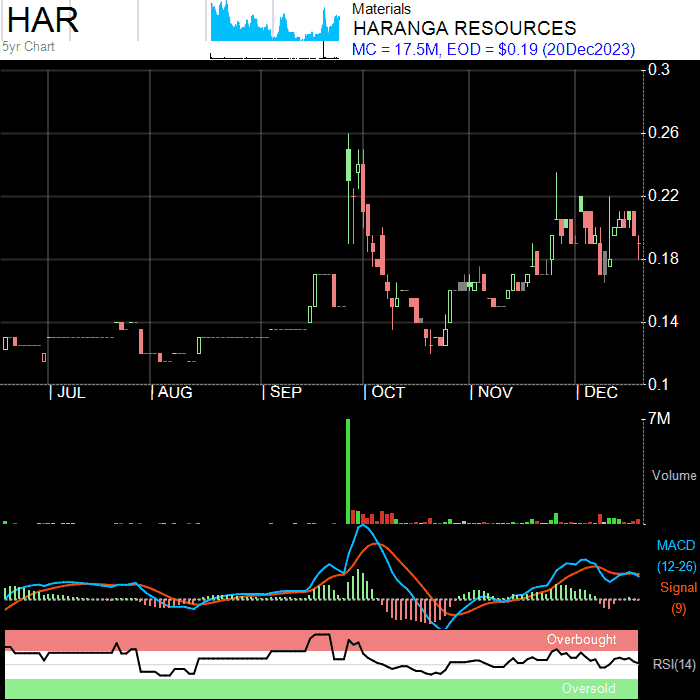 HAR
5yr Chart
Materials
HARANGA RESOURCES
MC = 17.5M, EOD = $0.19 (20Dec2023)
0.3
0.26
0.22
0.18
0.14
0.1
JUL AUG SEP OCT NOV DEC
7M
Volume
MACD
(12-26)
Signal
(9)
Overbought
RSI(14)
Oversold